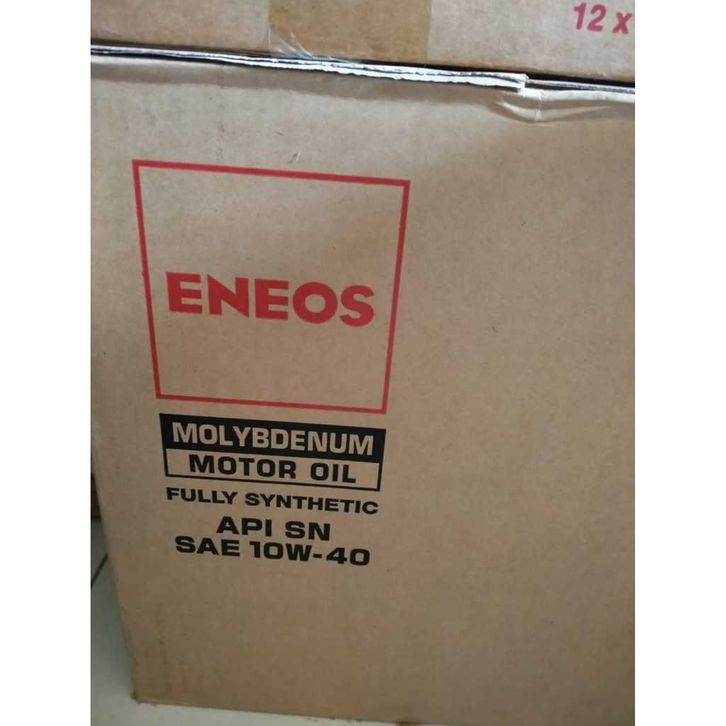 12 x
ENEOS
MOLYBDENUM
MOTOR OIL
FULLY SYNTHETIC
API SN
SAE 10W-40